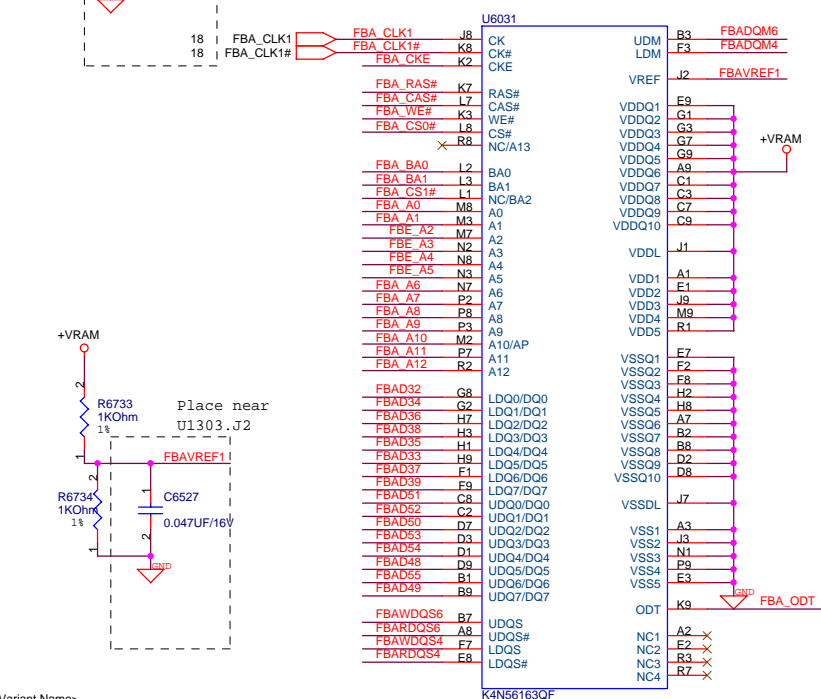 U6031
18 FBA_CLK1 FBA_CLK1 J8 CK UDM B3 FBADQM6
18 FBA_CLK1# FBA_CLK1# K8 CK# LDM F3 FBADQM4
FBA_CKE K2 CKE
VREF J2 FBAVREF1
FBA_RAS# K7 RAS#
FBA_CAS# L7 CAS# VDDQ1 E9
FBA_WE# K3 WE# VDDQ2 G1
FBA_CS0# L8 CS# VDDQ3 G3
R8 NC/A13 VDDQ4 G7
+VRAM
VDDQ5 G9
FBA_BA0 L2 BA0 VDDQ6 A9
FBA_BA1 L3 BA1 VDDQ7 C1
FBA_CS1# L1 NC/BA2 VDDQ8 C3
FBA_A0 M8 A0 VDDQ9 C7
FBA_A1 M3 A1 VDDQ10 C9
FBE_A2 M7 A2
FBE_A3 N2 A3 VDDL J1
FBE_A4 N8 A4
FBE_A5 N3 A5 VDD1 A1
FBA_A6 N7 A6 VDD2 E1
FBA_A7 P2 A7 VDD3 J9
FBA_A8 P8 A8 VDD4 M9
FBA_A9 P3 A9 VDD5 R1
FBA_A10 M2 A10/AP
FBA_A11 P7 A11 VSSQ1 E7
FBA_A12 R2 A12 VSSQ2 F2
VSSQ3 F8
FBAD32 G8 LDQ0/DQ0 VSSQ4 H2
FBAD34 G2 LDQ1/DQ1 VSSQ5 H8
FBAD36 H7 LDQ2/DQ2 VSSQ6 A7
FBAD38 H3 LDQ3/DQ3 VSSQ7 B2
FBAD35 H1 LDQ4/DQ4 VSSQ8 B8
FBAD33 H9 LDQ5/DQ5 VSSQ9 D2
FBAD37 F1 LDQ6/DQ6 VSSQ10 D8
FBAD39 F9 LDQ7/DQ7
FBAD51 C8 UDQ0/DQ0 VSSDL J7
FBAD52 C2 UDQ1/DQ1
FBAD50 D7 UDQ2/DQ2 VSS1 A3
FBAD53 D3 UDQ3/DQ3 VSS2 J3
FBAD54 D1 UDQ4/DQ4 VSS3 N1
FBAD48 D9 UDQ5/DQ5 VSS4 P9
FBAD55 B1 UDQ6/DQ6 VSS5 E3
FBAD49 B9 UDQ7/DQ7
GND
ODT K9 FBA_ODT
FBAWDQS6 B7 UDQS
FBARDQS6 A8 UDQS# NC1 A2
FBAWDQS4 F7 LDQS NC2 E2
FBARDQS4 E8 LDQS# NC3 R3
NC4 R7
K4N56163QF
+VRAM
2
R6733
1KOhm
1%
1
Place near
U1303.J2
FBAVREF1
2
R6734
1KOhm
1%
1
1
C6527
0.047UF/16V
2
GND